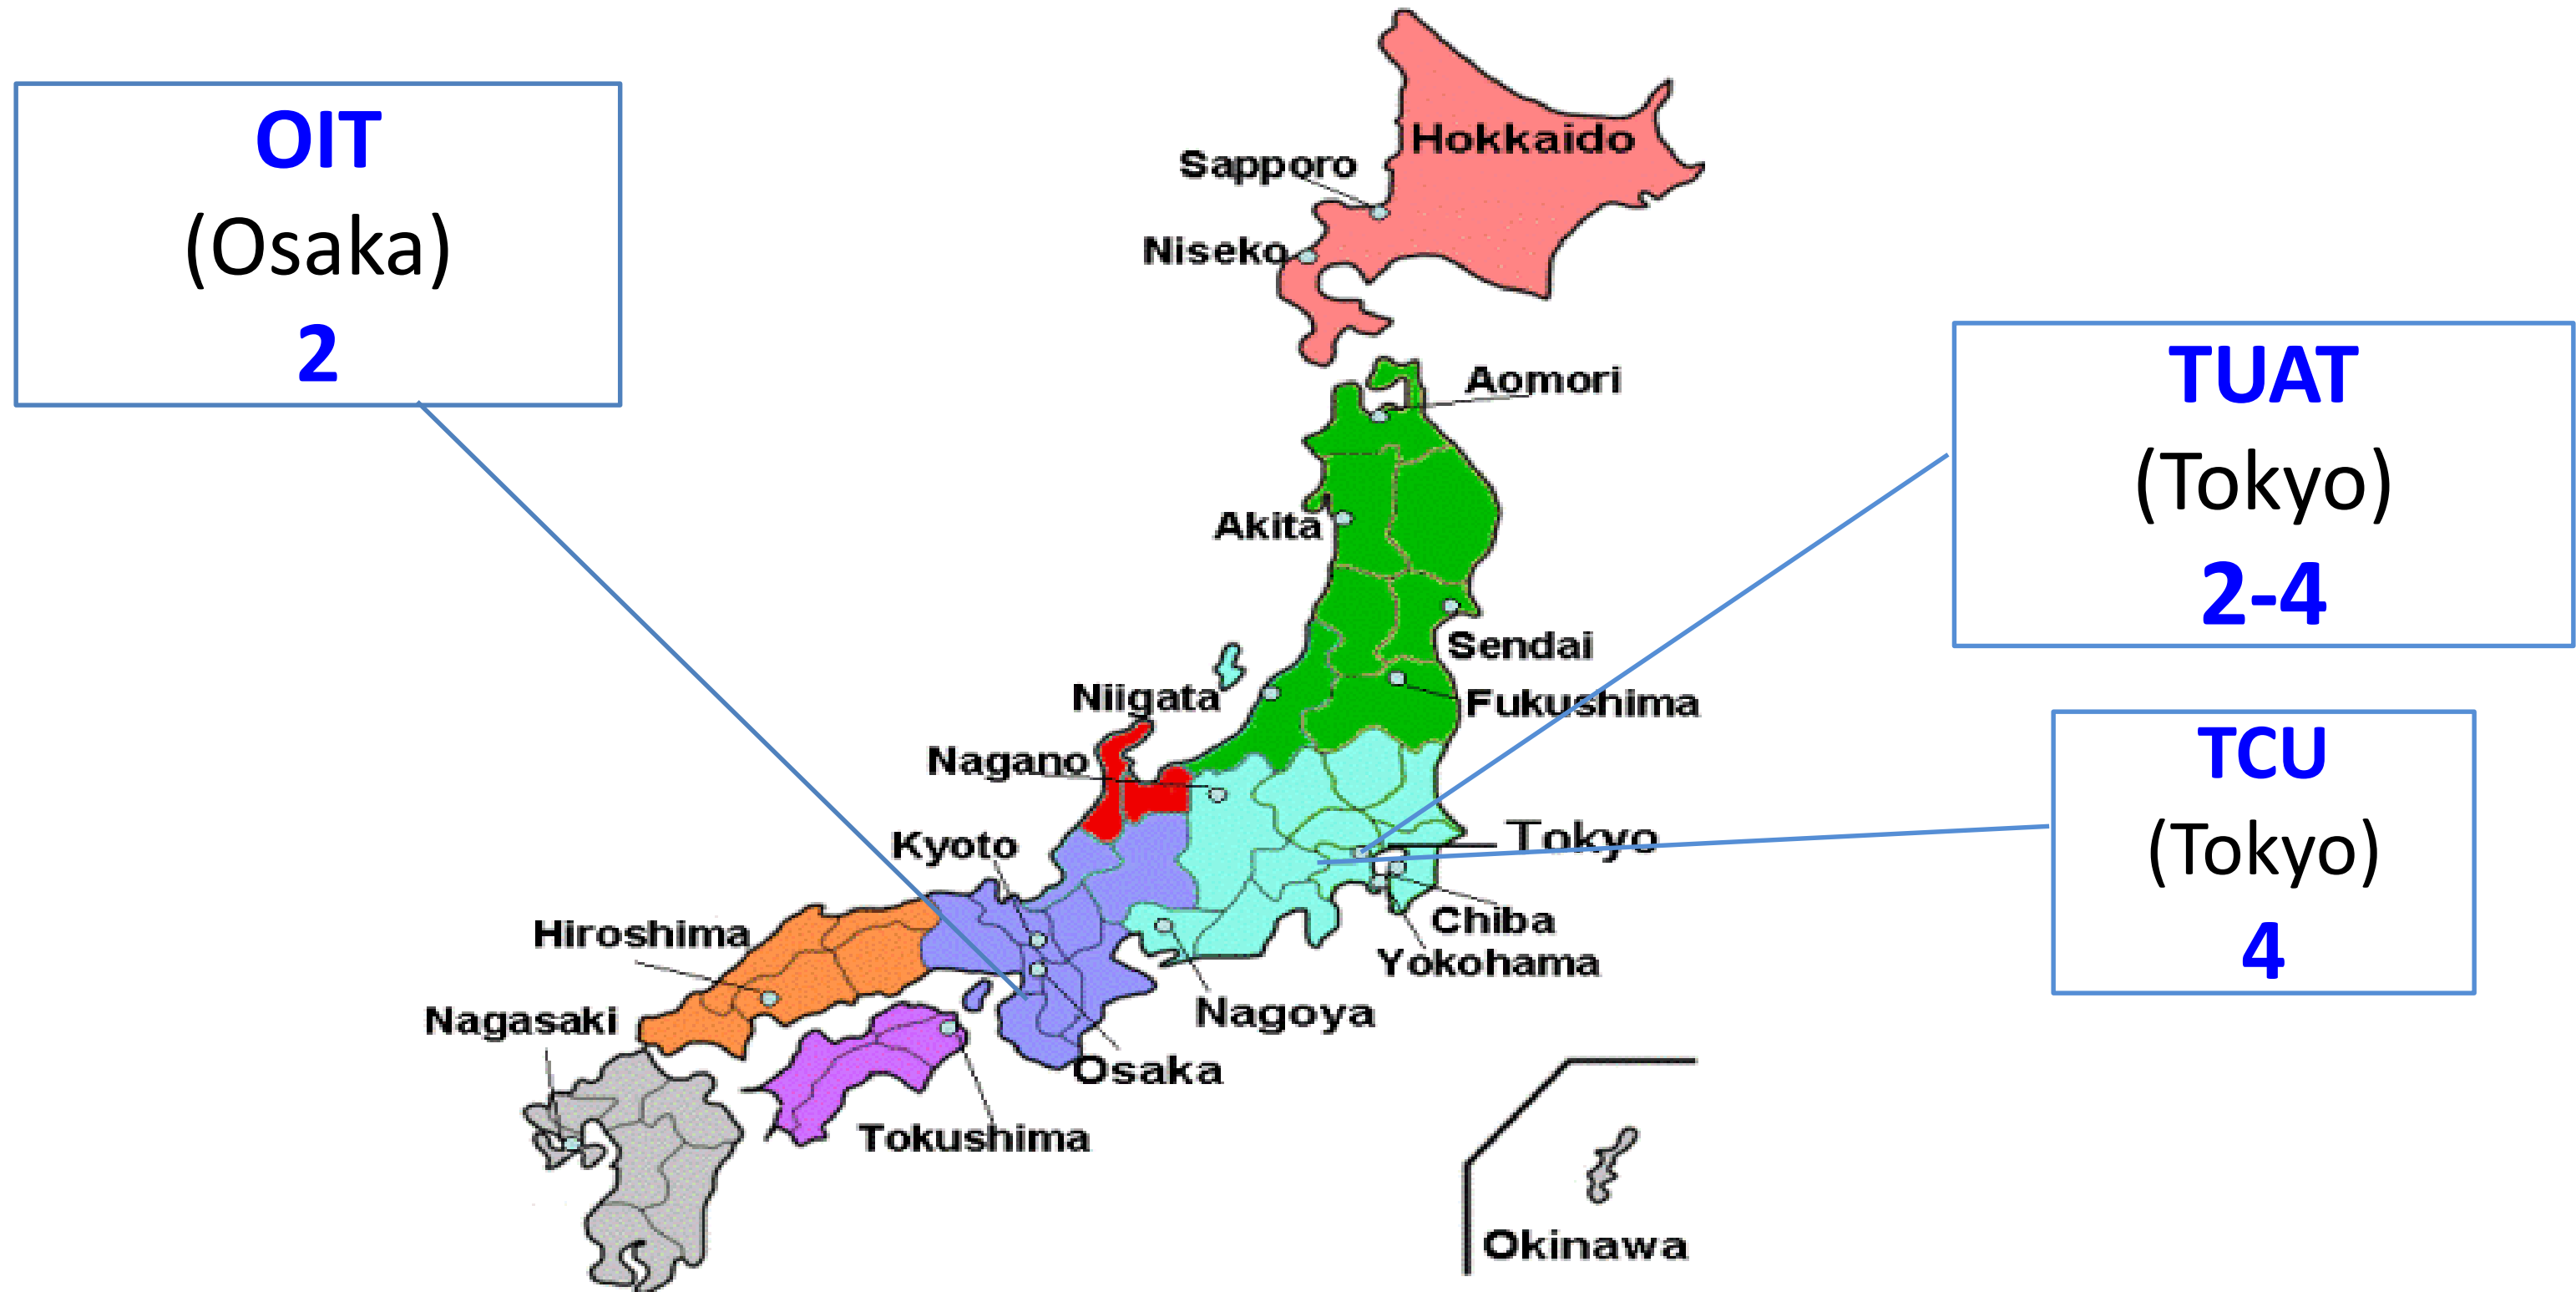 OIT
(Osaka)
2
Hokkaido
Sapporo
Niseko
TUAT
(Tokyo)
2-4
Aomori
Akita
Sendai
Niigata
Fukushima
TCU
(Tokyo)
4
Nagano
Tokyo
Kyoto
Chiba
Hiroshima
Yokohama
Nagasaki
Nagoya
Osaka
Tokushima
Okinawa